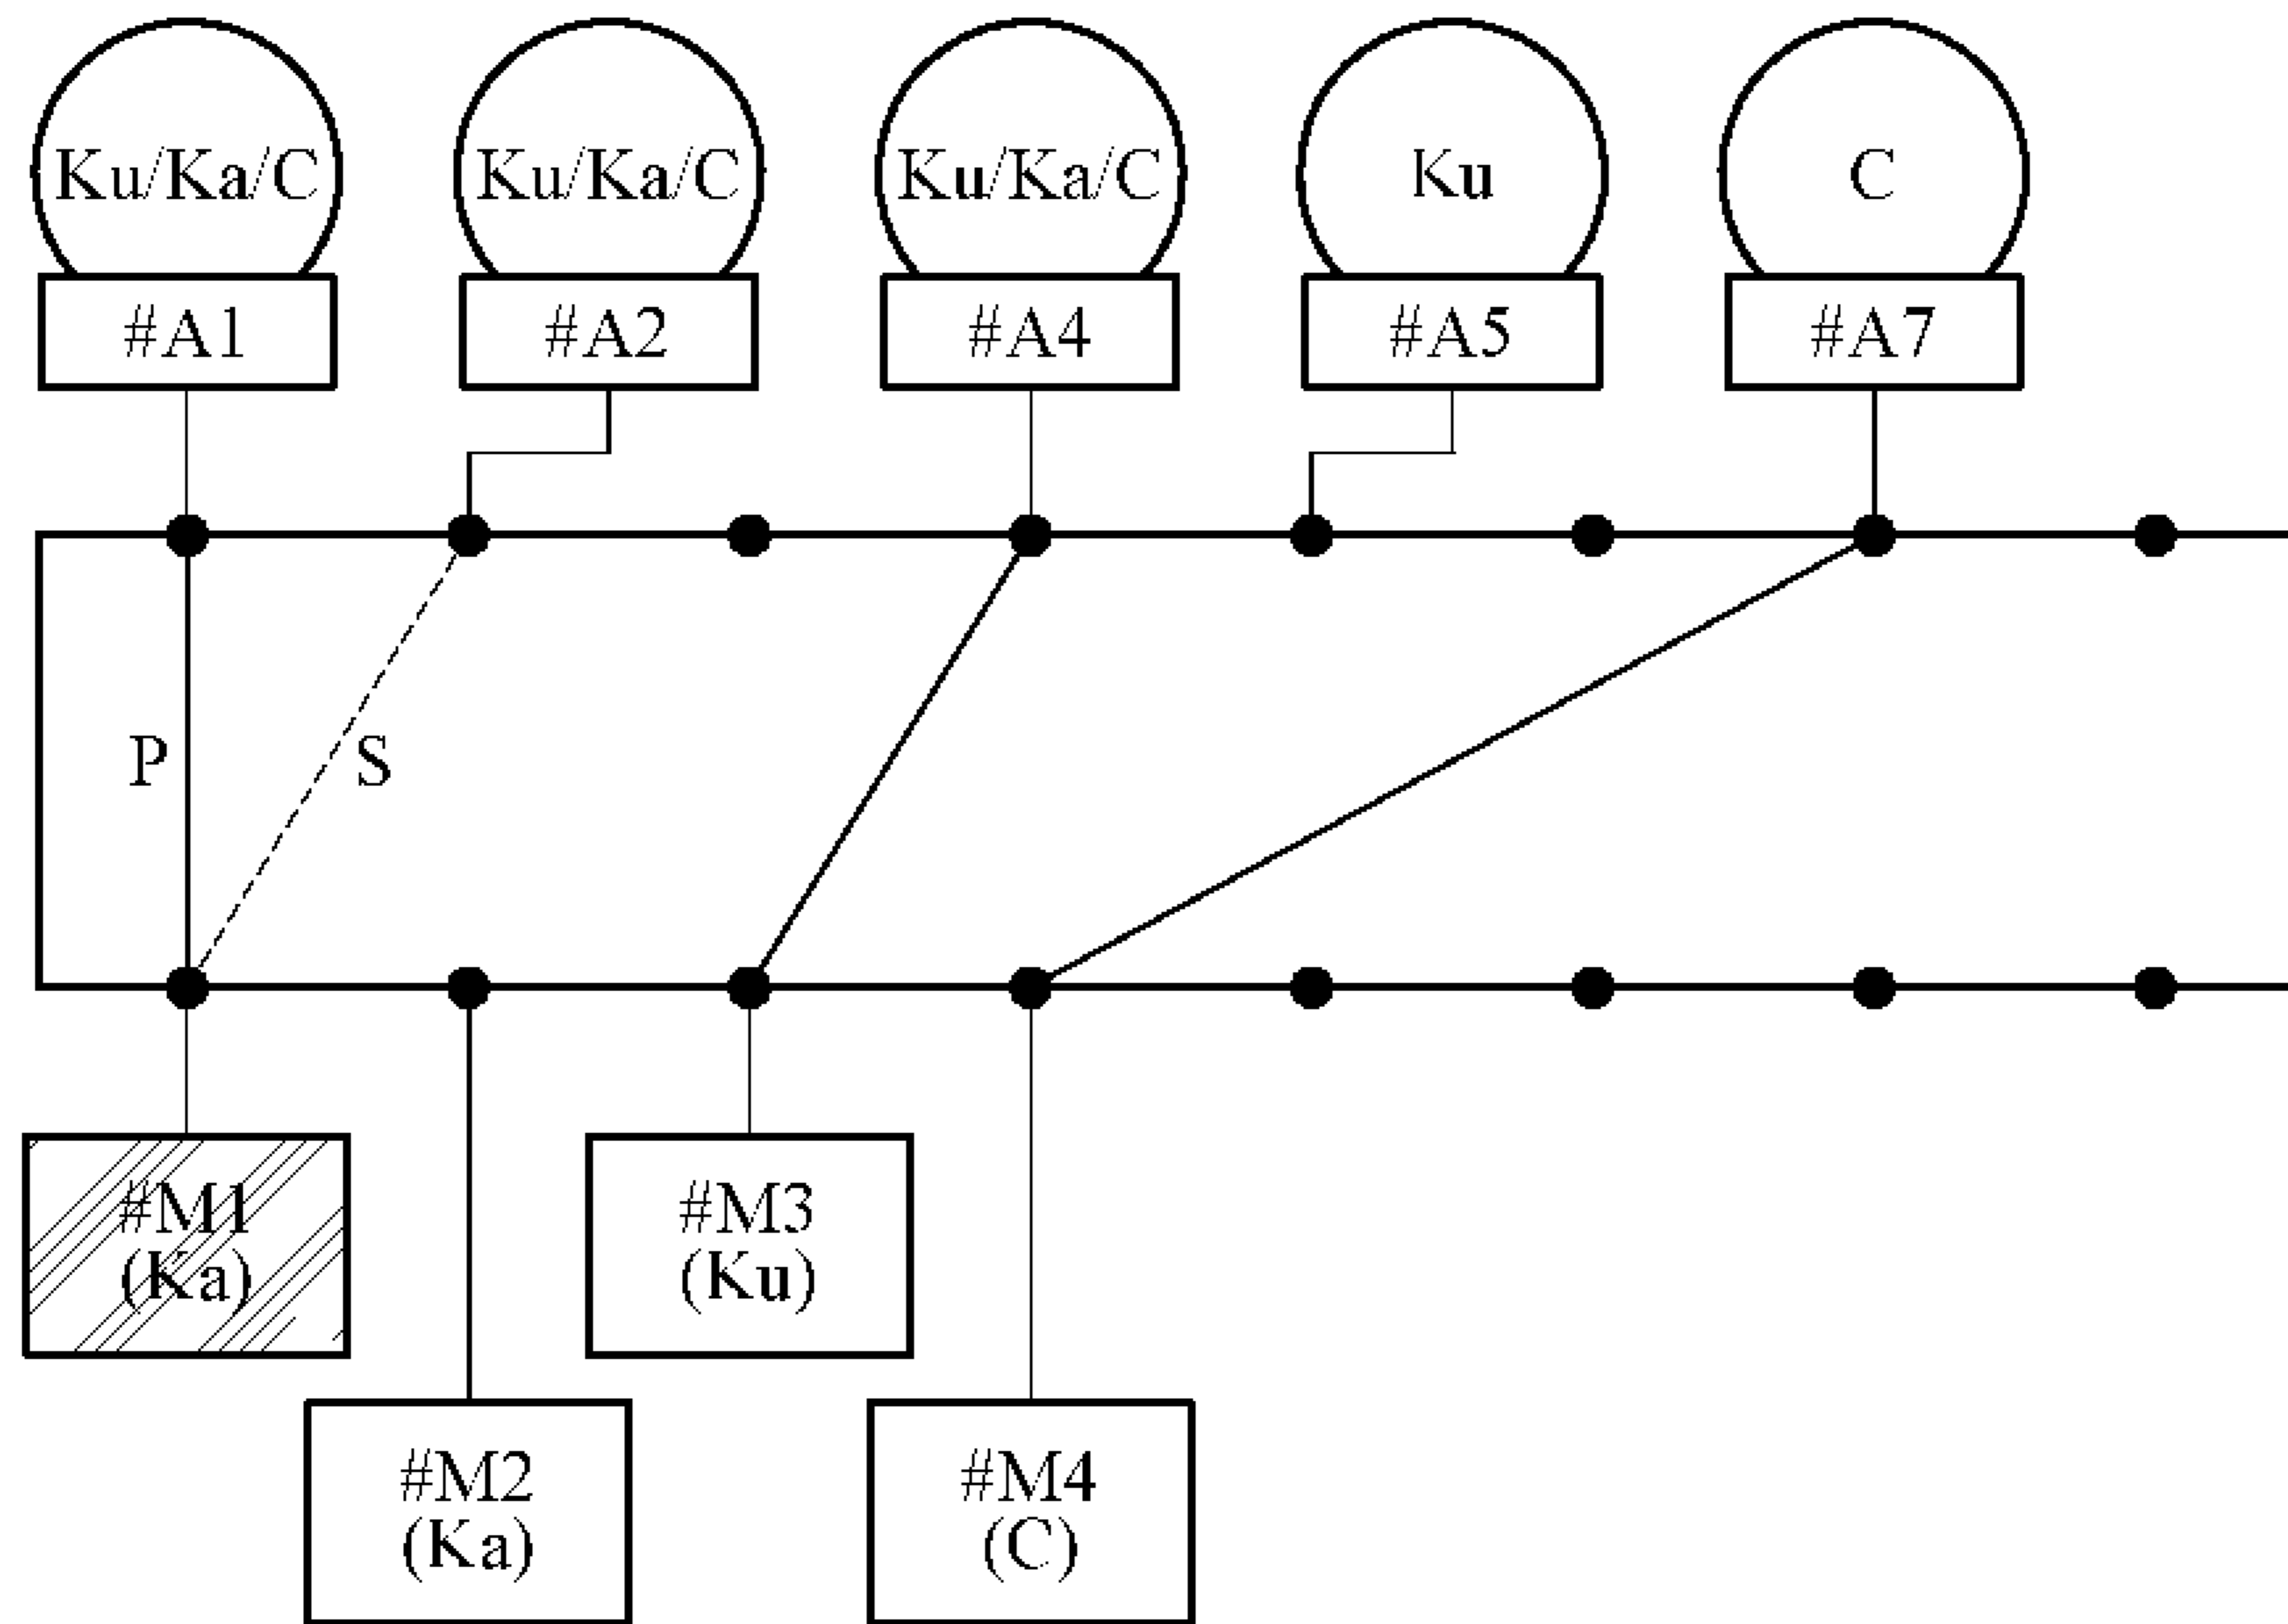 Ku/Ka/C
Ku/Ka/C
Ku/Ka/C
Ku
C
#A1
#A2
#A4
#A5
#A7
P
S
#M1
(Ka)
#M3
(Ku)
#M2
(Ka)
#M4
(C)